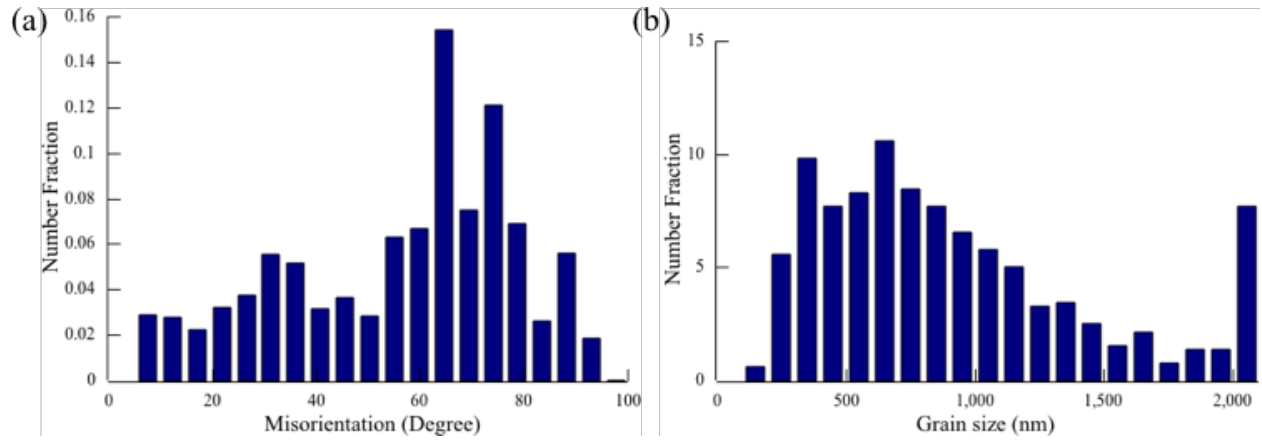 (a)
0.16
0.14
0.12
0.1
0.08
0.06
0.04
0.02
0
Number Fraction
0 20 40 60 80 100
Misorientation (Degree)
(b)
15
10
5
0
Number Fraction
0 500 1,000 1,500 2,000
Grain size (nm)